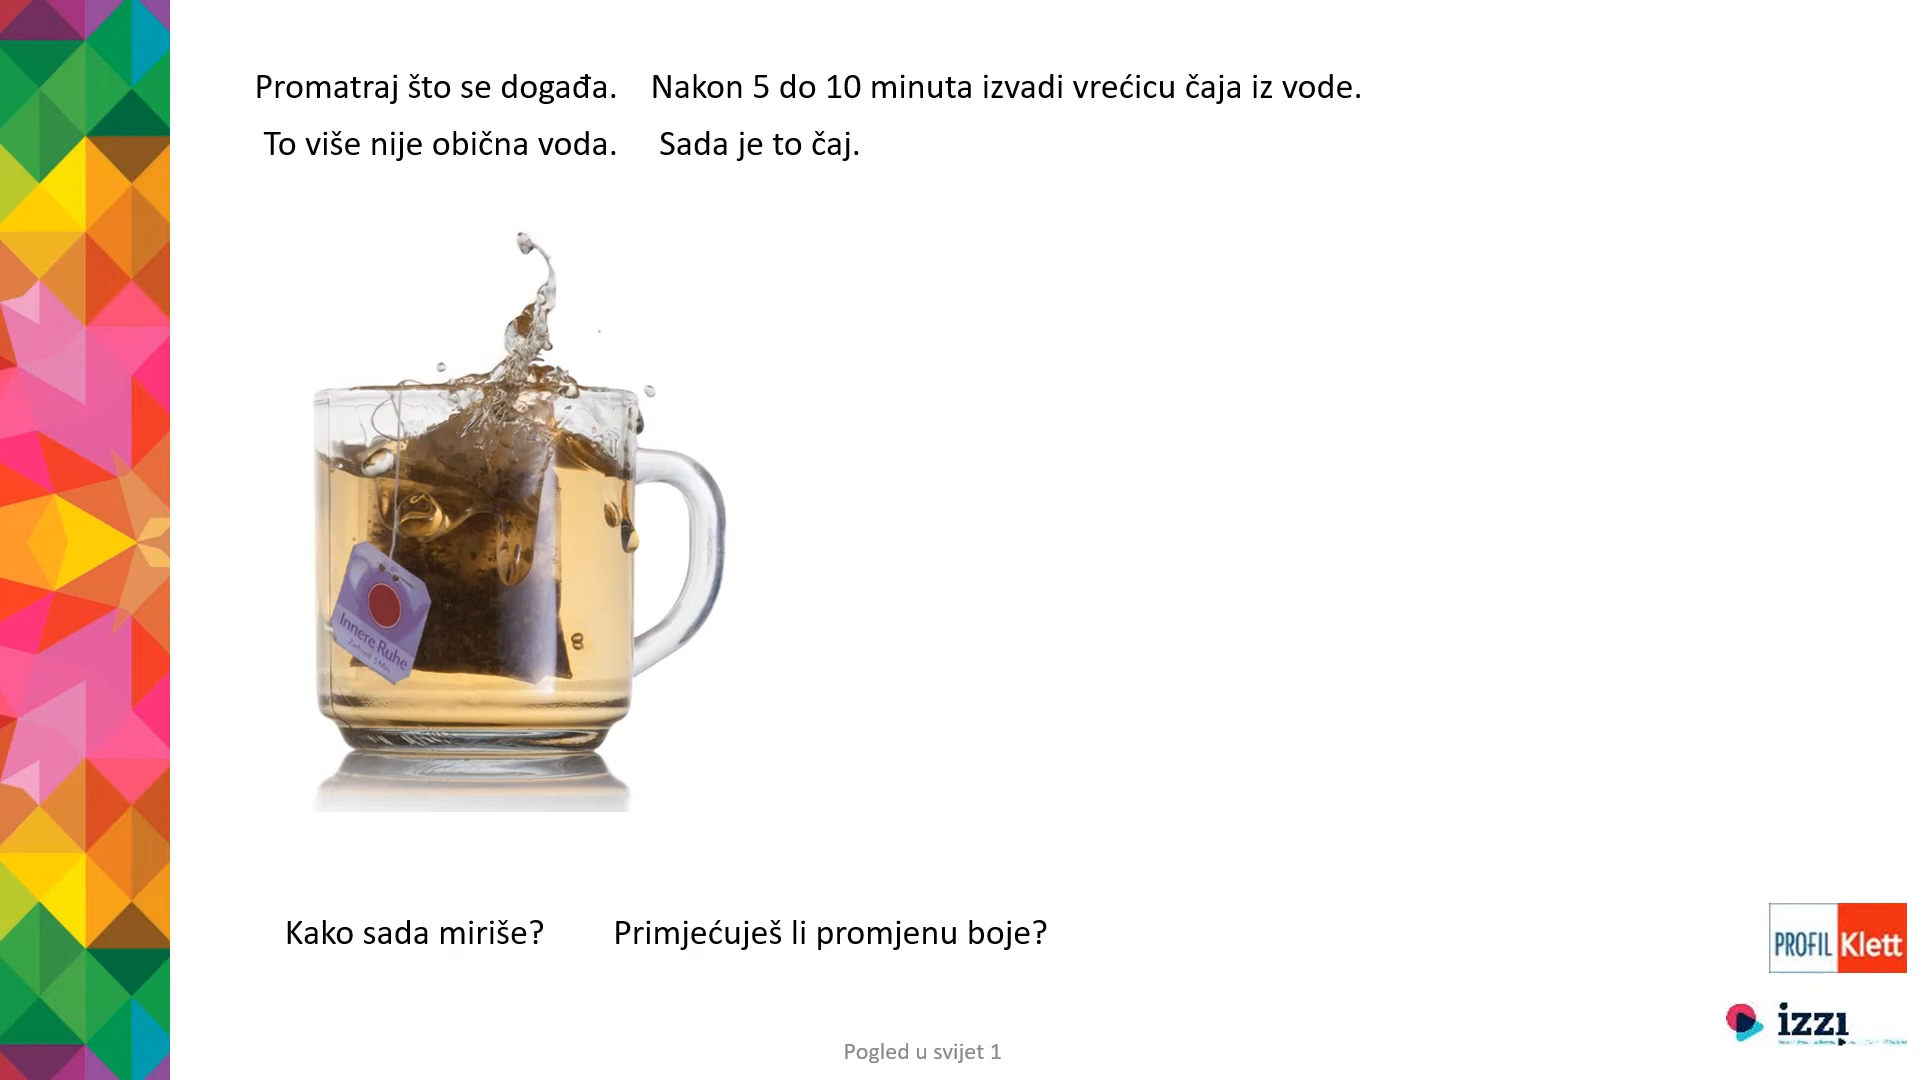 Promatraj što se događa. Nakon 5 do 10 minuta izvadi vrećicu čaja iz vode.
To više nije obična voda. Sada je to čaj.
Innere Ruhe
Kako sada miriše? Primjećuješ li promjenu boje?
PROFIL Klett
izzi
Pogled u svijet 1